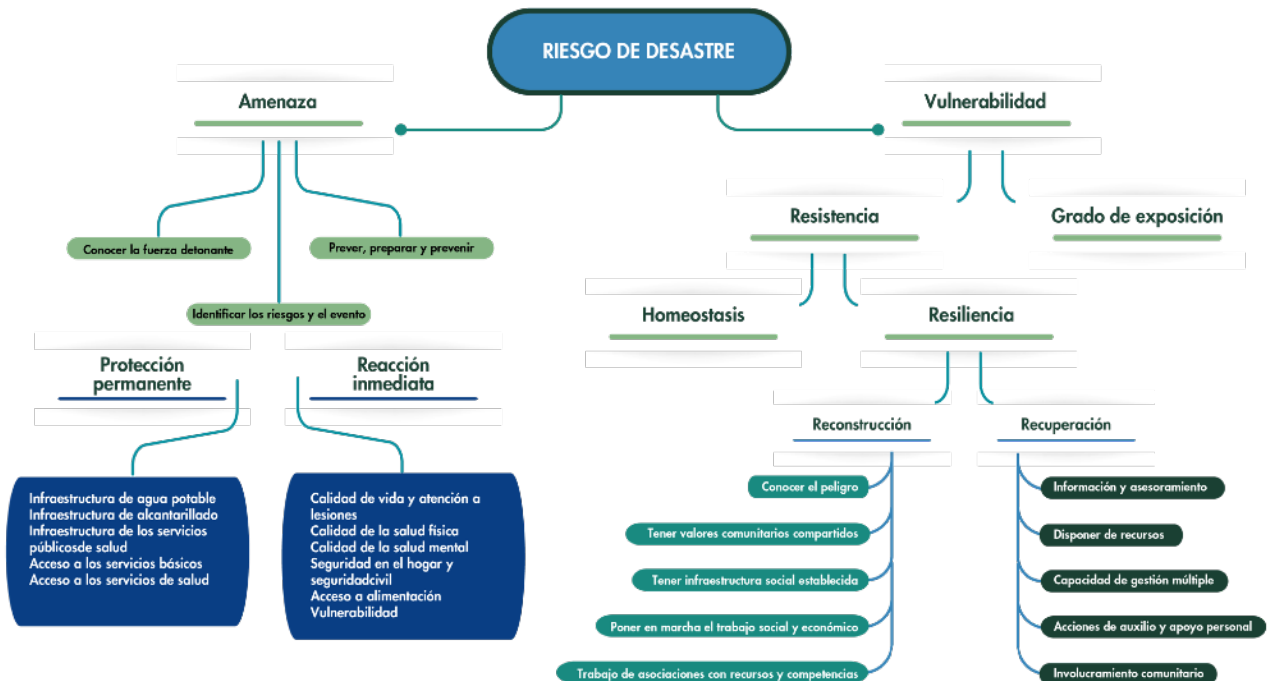 RIESGO DE DESASTRE
Amenaza
Conocer la fuerza detonante
Prever, preparar y prevenir
Identificar los riesgos y el evento
Protección
permanente
Infraestructura de agua potable
Infraestructura de alcantarillado
Infraestructura de los servicios
públicosde salud
Acceso a los servicios básicos
Acceso a los servicios de salud
Reacción
inmediata
Calidad de vida y atención a
lesiones
Calidad de la salud física
Calidad de la salud mental
Seguridad en el hogar y
seguridadcivil
Acceso a alimentación
Vulnerabilidad
Vulnerabilidad
Resistencia
Grado de exposición
Homeostasis
Resiliencia
Reconstrucción
Conocer el peligro
Tener valores comunitarios compartidos
Tener infraestructura social establecida
Poner en marcha el trabajo social y económico
Trabajo de asociaciones con recursos y competencias
Recuperación
Información y asesoramiento
Disponer de recursos
Capacidad de gestión múltiple
Acciones de auxilio y apoyo personal
Involucramiento comunitario